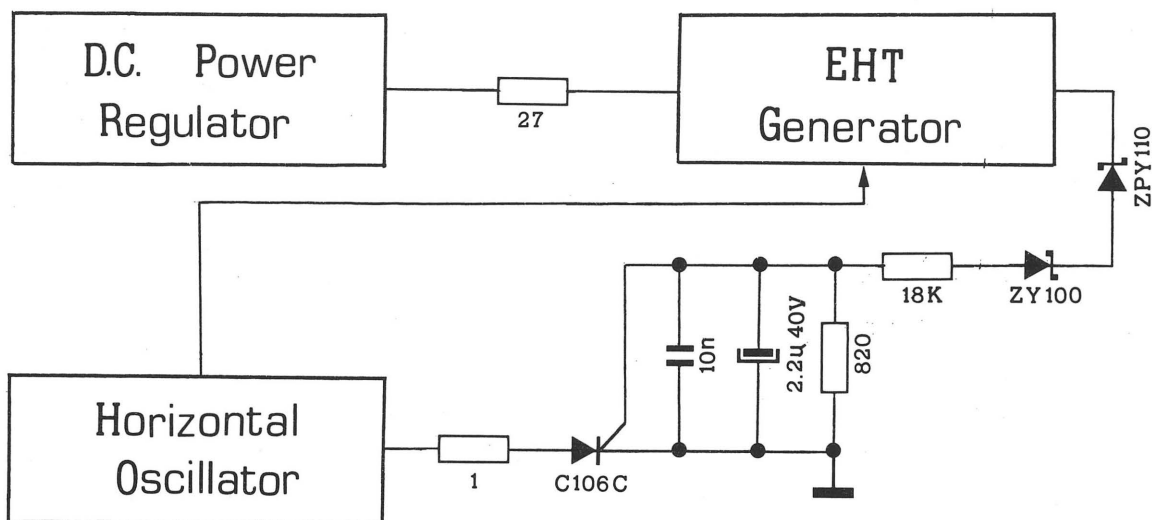 D.C. Power
Regulator
27
EHT
Generator
ZPY110
18K
ZY100
10n
2.2u 40V
820
Horizontal
Oscillator
1
C106C